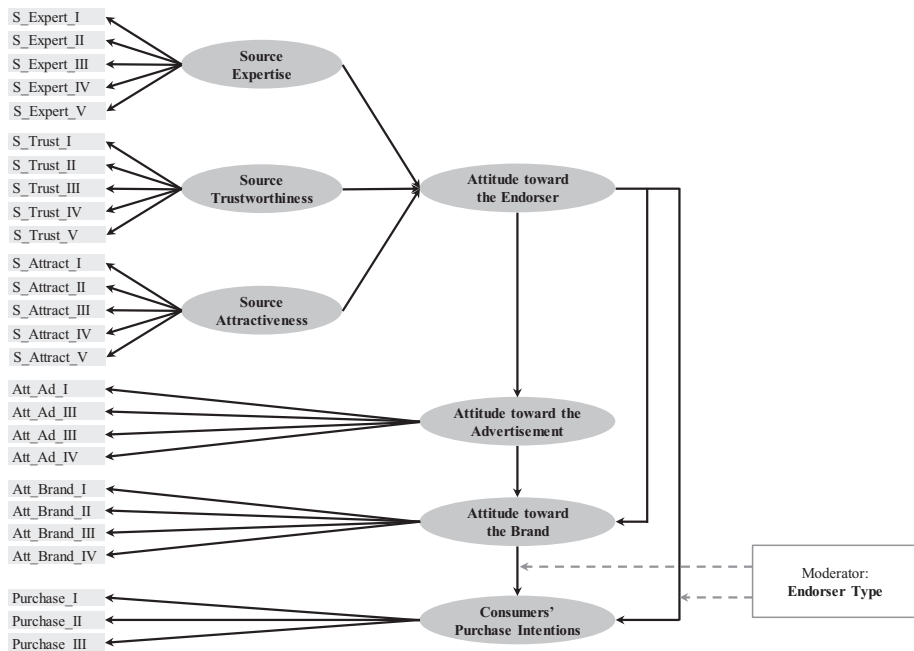 S_Expert_I
S_Expert_II
S_Expert_III
S_Expert_IV
S_Expert_V
Source
Expertise
S_Trust_I
S_Trust_II
S_Trust_III
S_Trust_IV
S_Trust_V
Source
Trustworthiness
Attitude toward
the Endorser
S_Attract_I
S_Attract_II
S_Attract_III
S_Attract_IV
S_Attract_V
Source
Attractiveness
Att_Ad_I
Att_Ad_III
Att_Ad_III
Att_Ad_IV
Attitude toward the
Advertisement
Att_Brand_I
Att_Brand_II
Att_Brand_III
Att_Brand_IV
Attitude toward
the Brand
Moderator:
Endorser Type
Purchase_I
Purchase_II
Purchase_III
Consumers’
Purchase Intentions